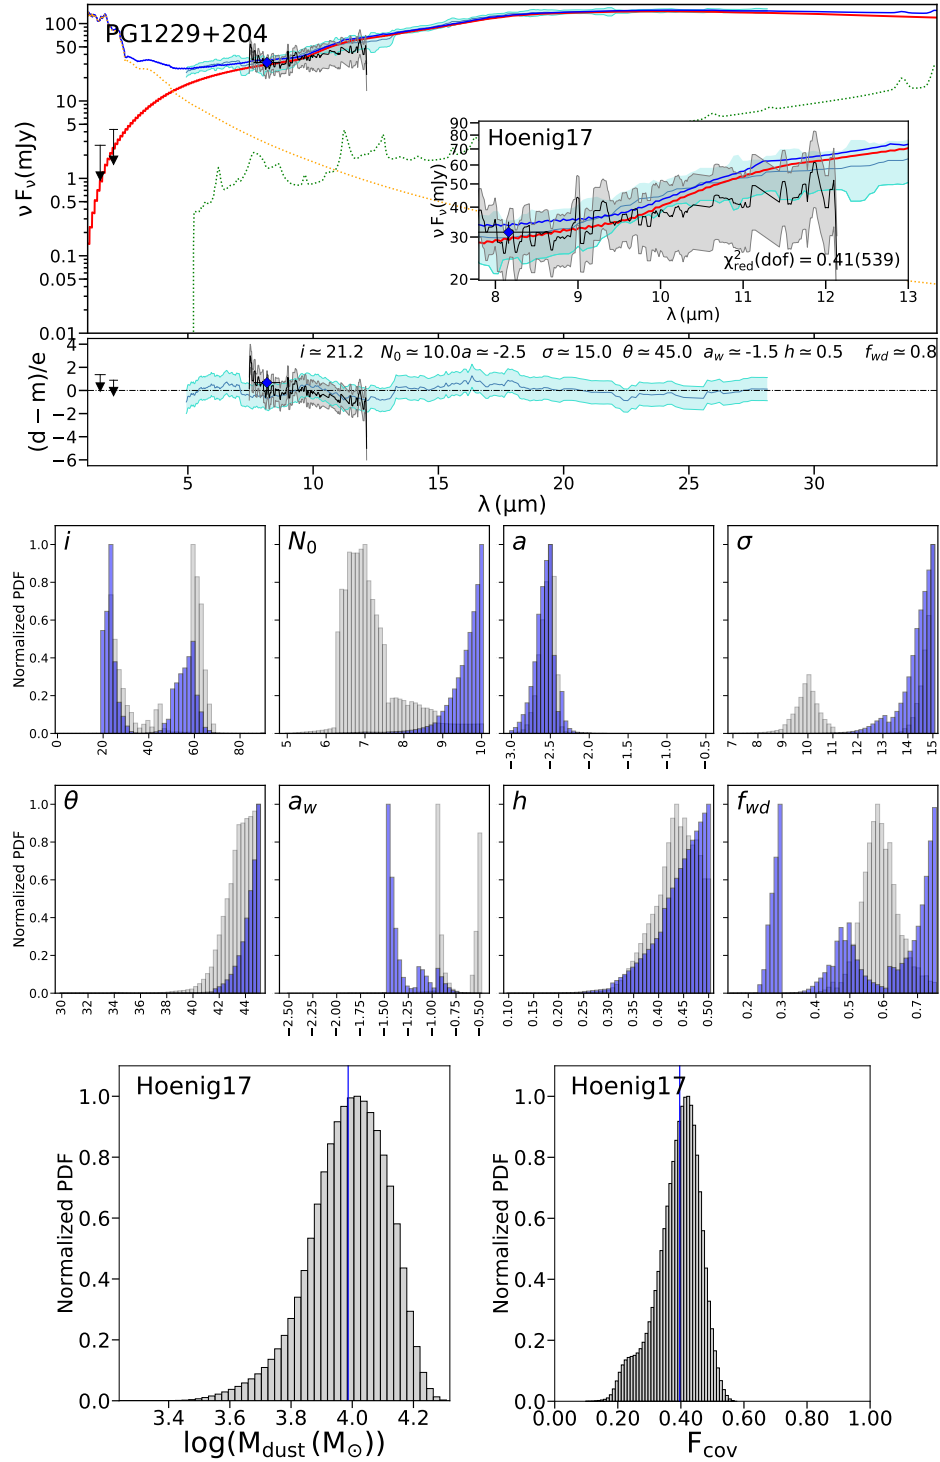 PG1229+204
ν Fν(mJy)
100
50
10
5
1
0.5
0.1
0.05
0.01
Hoenig17
ν Fν(mJy)
90
80
70
60
50
40
30
20
χ²red(dof) = 0.41(539)
8 9 10 11 12 13
λ (μm)
i ≃ 21.2 N₀ ≃ 10.0 a ≃ -2.5 σ ≃ 15.0 θ ≃ 45.0 a_w ≃ -1.5 h ≃ 0.5 f_wd ≃ 0.8
(d − m)/e
4
2
0
−2
−4
−6
5 10 15 20 25 30
λ (μm)
i N₀ a σ
Normalized PDF
1.0
0.8
0.6
0.4
0.2
0.0
0 20 40 60 80
5 6 7 8 9 10
−3.0 −2.5 −2.0 −1.5 −1.0 −0.5
7 8 9 10 11 12 13 14 15
θ a_w h f_wd
Normalized PDF
1.0
0.8
0.6
0.4
0.2
0.0
30 32 34 36 38 40 42 44
−2.50 −2.25 −2.00 −1.75 −1.50 −1.25 −1.00 −0.75 −0.50
0.10 0.15 0.20 0.25 0.30 0.35 0.40 0.45 0.50
0.2 0.3 0.4 0.5 0.6 0.7
Hoenig17
Normalized PDF
1.0
0.8
0.6
0.4
0.2
0.0
3.4 3.6 3.8 4.0 4.2
log(M_dust (M_⊙))
Hoenig17
Normalized PDF
1.0
0.8
0.6
0.4
0.2
0.0
0.00 0.20 0.40 0.60 0.80 1.00
F_cov